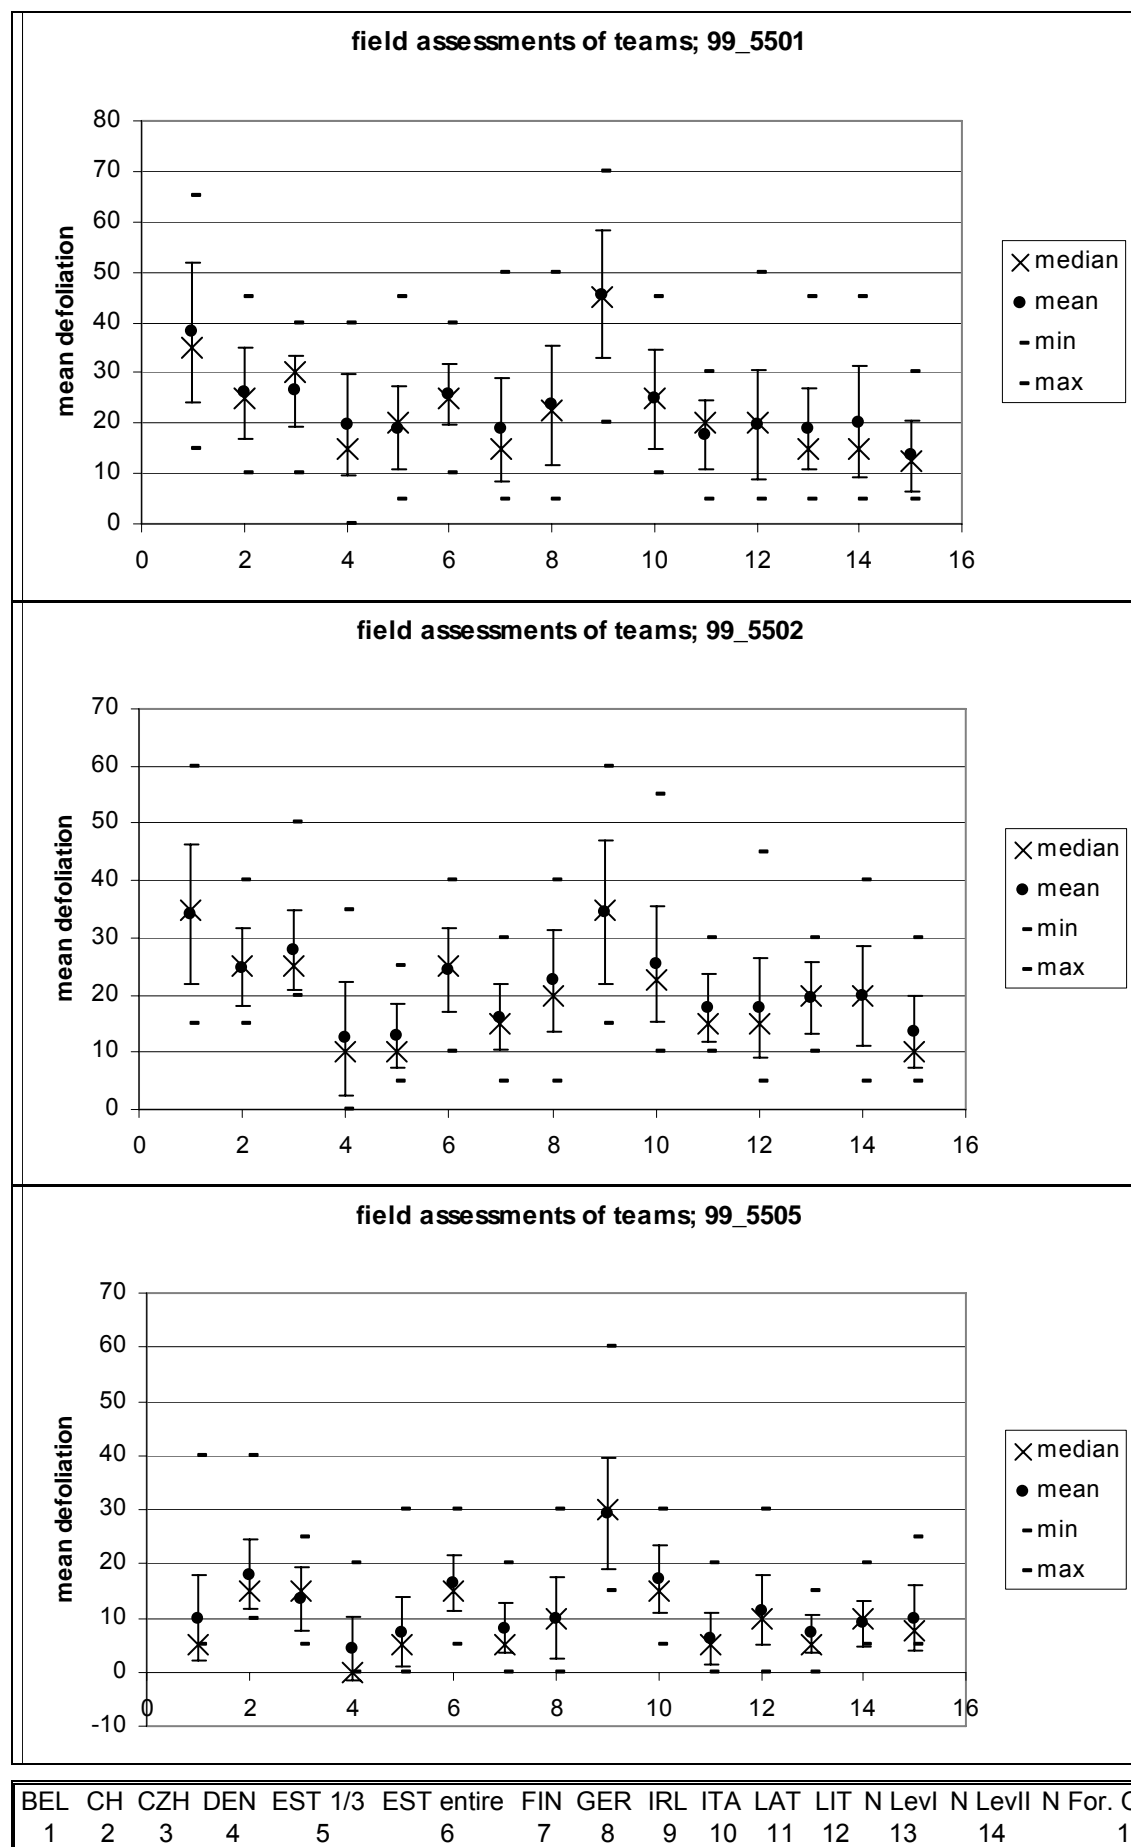 field assessments of teams; 99_5501
80
70
60
50
40
30
20
10
0
mean defoliation
0 2 4 6 8 10 12 14 16
median
mean
min
max
field assessments of teams; 99_5502
70
60
50
40
30
20
10
0
mean defoliation
0 2 4 6 8 10 12 14 16
median
mean
min
max
field assessments of teams; 99_5505
70
60
50
40
30
20
10
0
-10
mean defoliation
0 2 4 6 8 10 12 14 16
median
mean
min
max
BEL CH CZH DEN EST 1/3 EST entire FIN GER IRL ITA LAT LIT N LevI N LevII N For.
1 2 3 4 5 6 7 8 9 10 11 12 13 14